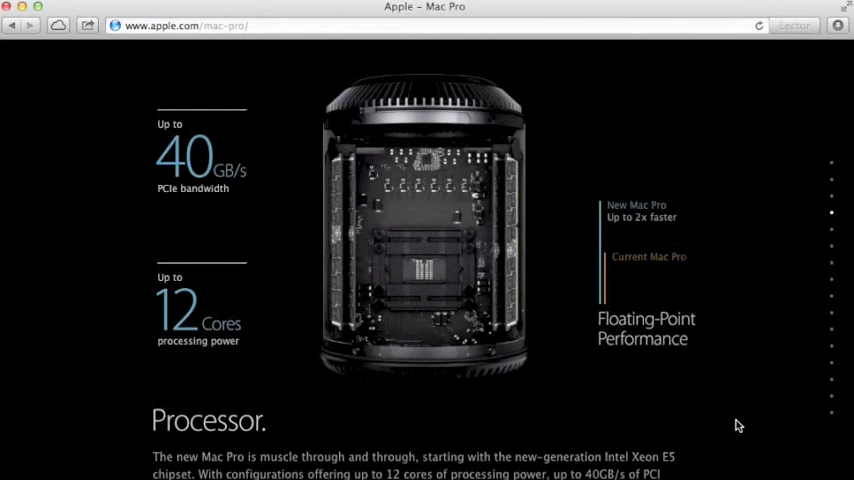 Apple – Mac Pro
www.apple.com/mac-pro/
Lector
Up to
40GB/s
PCIe bandwidth
New Mac Pro
Up to 2x faster
Current Mac Pro
Up to
12 Cores
processing power
Floating-Point
Performance
Processor.
The new Mac Pro is muscle through and through, starting with the new-generation Intel Xeon E5
chipset. With configurations offering up to 12 cores of processing power, up to 40GB/s of PCI